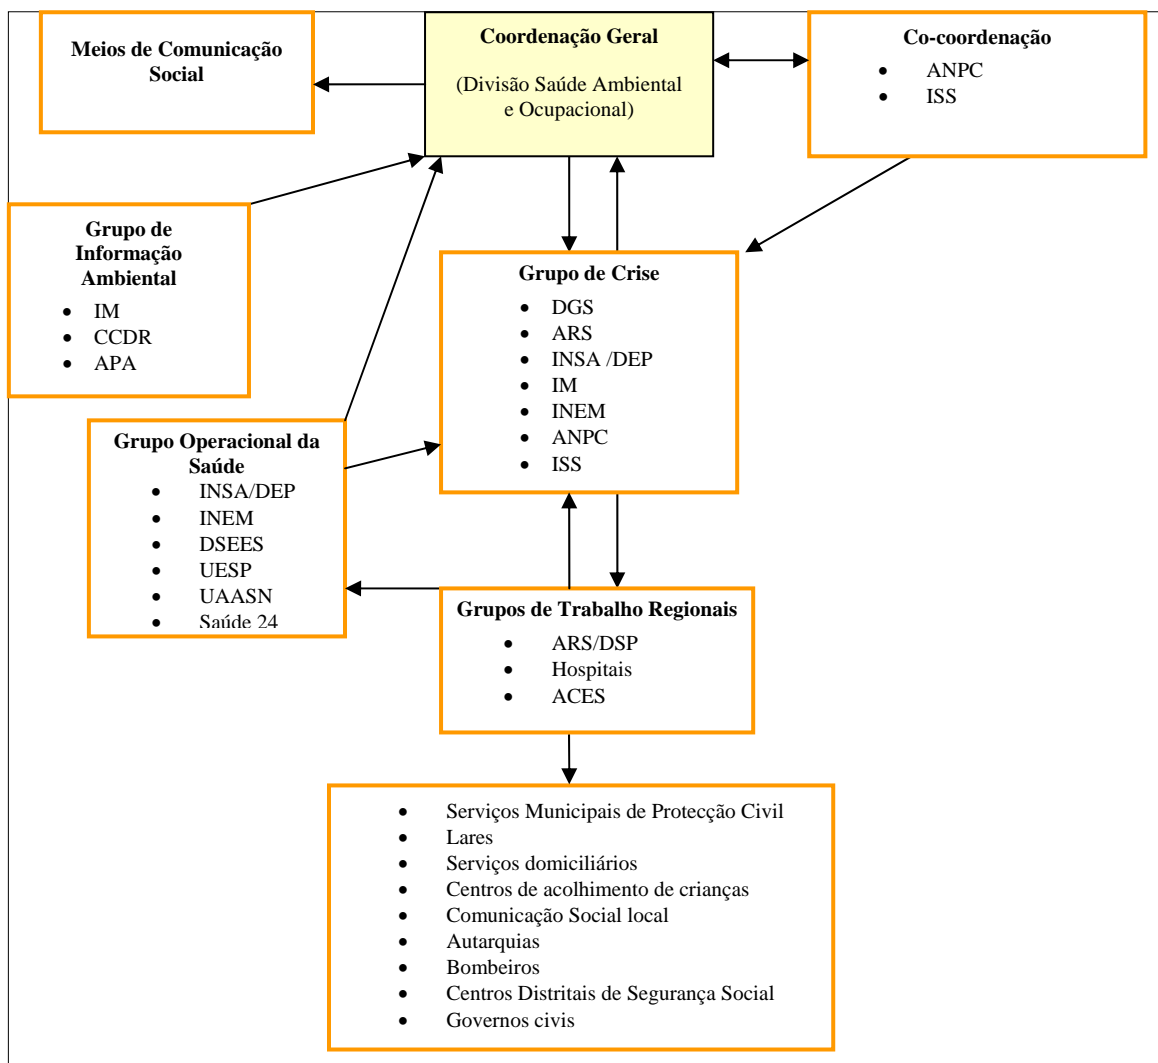 Meios de Comunicação
Social
Coordenação Geral
(Divisão Saúde Ambiental
e Ocupacional)
Co-coordenação
• ANPC
• ISS
Grupo de
Informação
Ambiental
• IM
• CCDR
• APA
Grupo de Crise
• DGS
• ARS
• INSA /DEP
• IM
• INEM
• ANPC
• ISS
Grupo Operacional da
Saúde
• INSA/DEP
• INEM
• DSEES
• UESP
• UAASN
• Saúde 24
Grupos de Trabalho Regionais
• ARS/DSP
• Hospitais
• ACES
• Serviços Municipais de Protecção Civil
• Lares
• Serviços domiciliários
• Centros de acolhimento de crianças
• Comunicação Social local
• Autarquias
• Bombeiros
• Centros Distritais de Segurança Social
• Governos civis